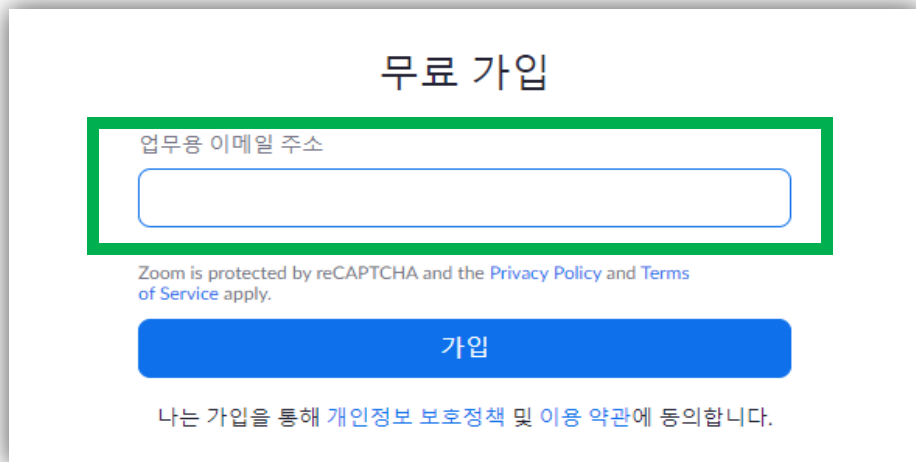 무료 가입
업무용 이메일 주소
Zoom is protected by reCAPTCHA and the Privacy Policy and Terms
of Service apply.
가입
나는 가입을 통해 개인정보 보호정책 및 이용 약관에 동의합니다.